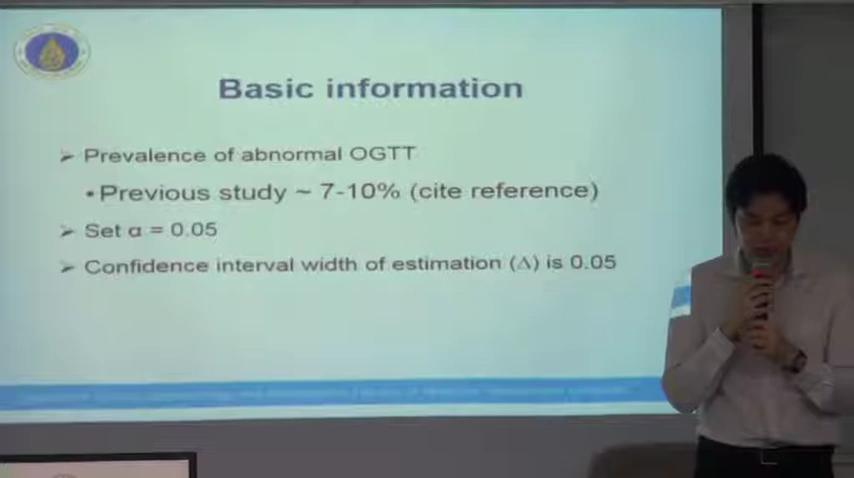 Basic information
➢ Prevalence of abnormal OGTT
• Previous study ~ 7-10% (cite reference)
➢ Set α = 0.05
➢ Confidence interval width of estimation (Δ) is 0.05